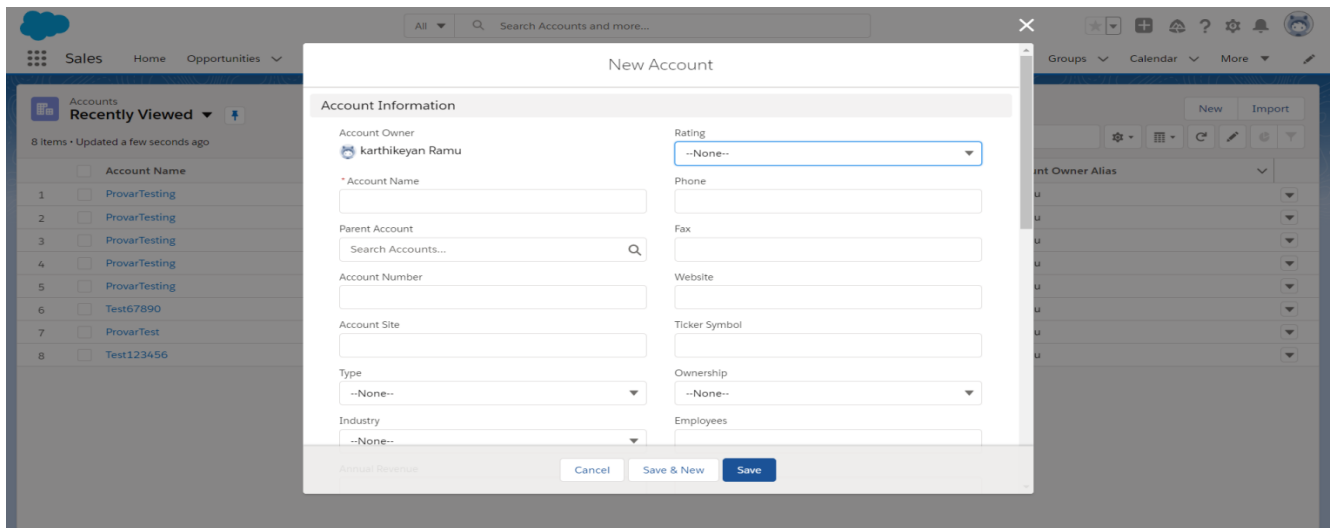 All Search Accounts and more...
Sales Home Opportunities Groups Calendar More
New Account
Accounts
Recently Viewed
New Import
8 items • Updated a few seconds ago
Account Information
Account Owner Rating
karthikeyan Ramu --None--
Account Name unt Owner Alias
*Account Name Phone
1 ProvarTesting u
2 ProvarTesting u
Parent Account Fax
3 ProvarTesting u
Search Accounts...
4 ProvarTesting u
Account Number Website
5 ProvarTesting u
6 Test67890 u
Account Site Ticker Symbol
7 ProvarTest u
8 Test123456 u
Type Ownership
--None-- --None--
Industry Employees
--None--
Annual Revenue
Cancel Save & New Save